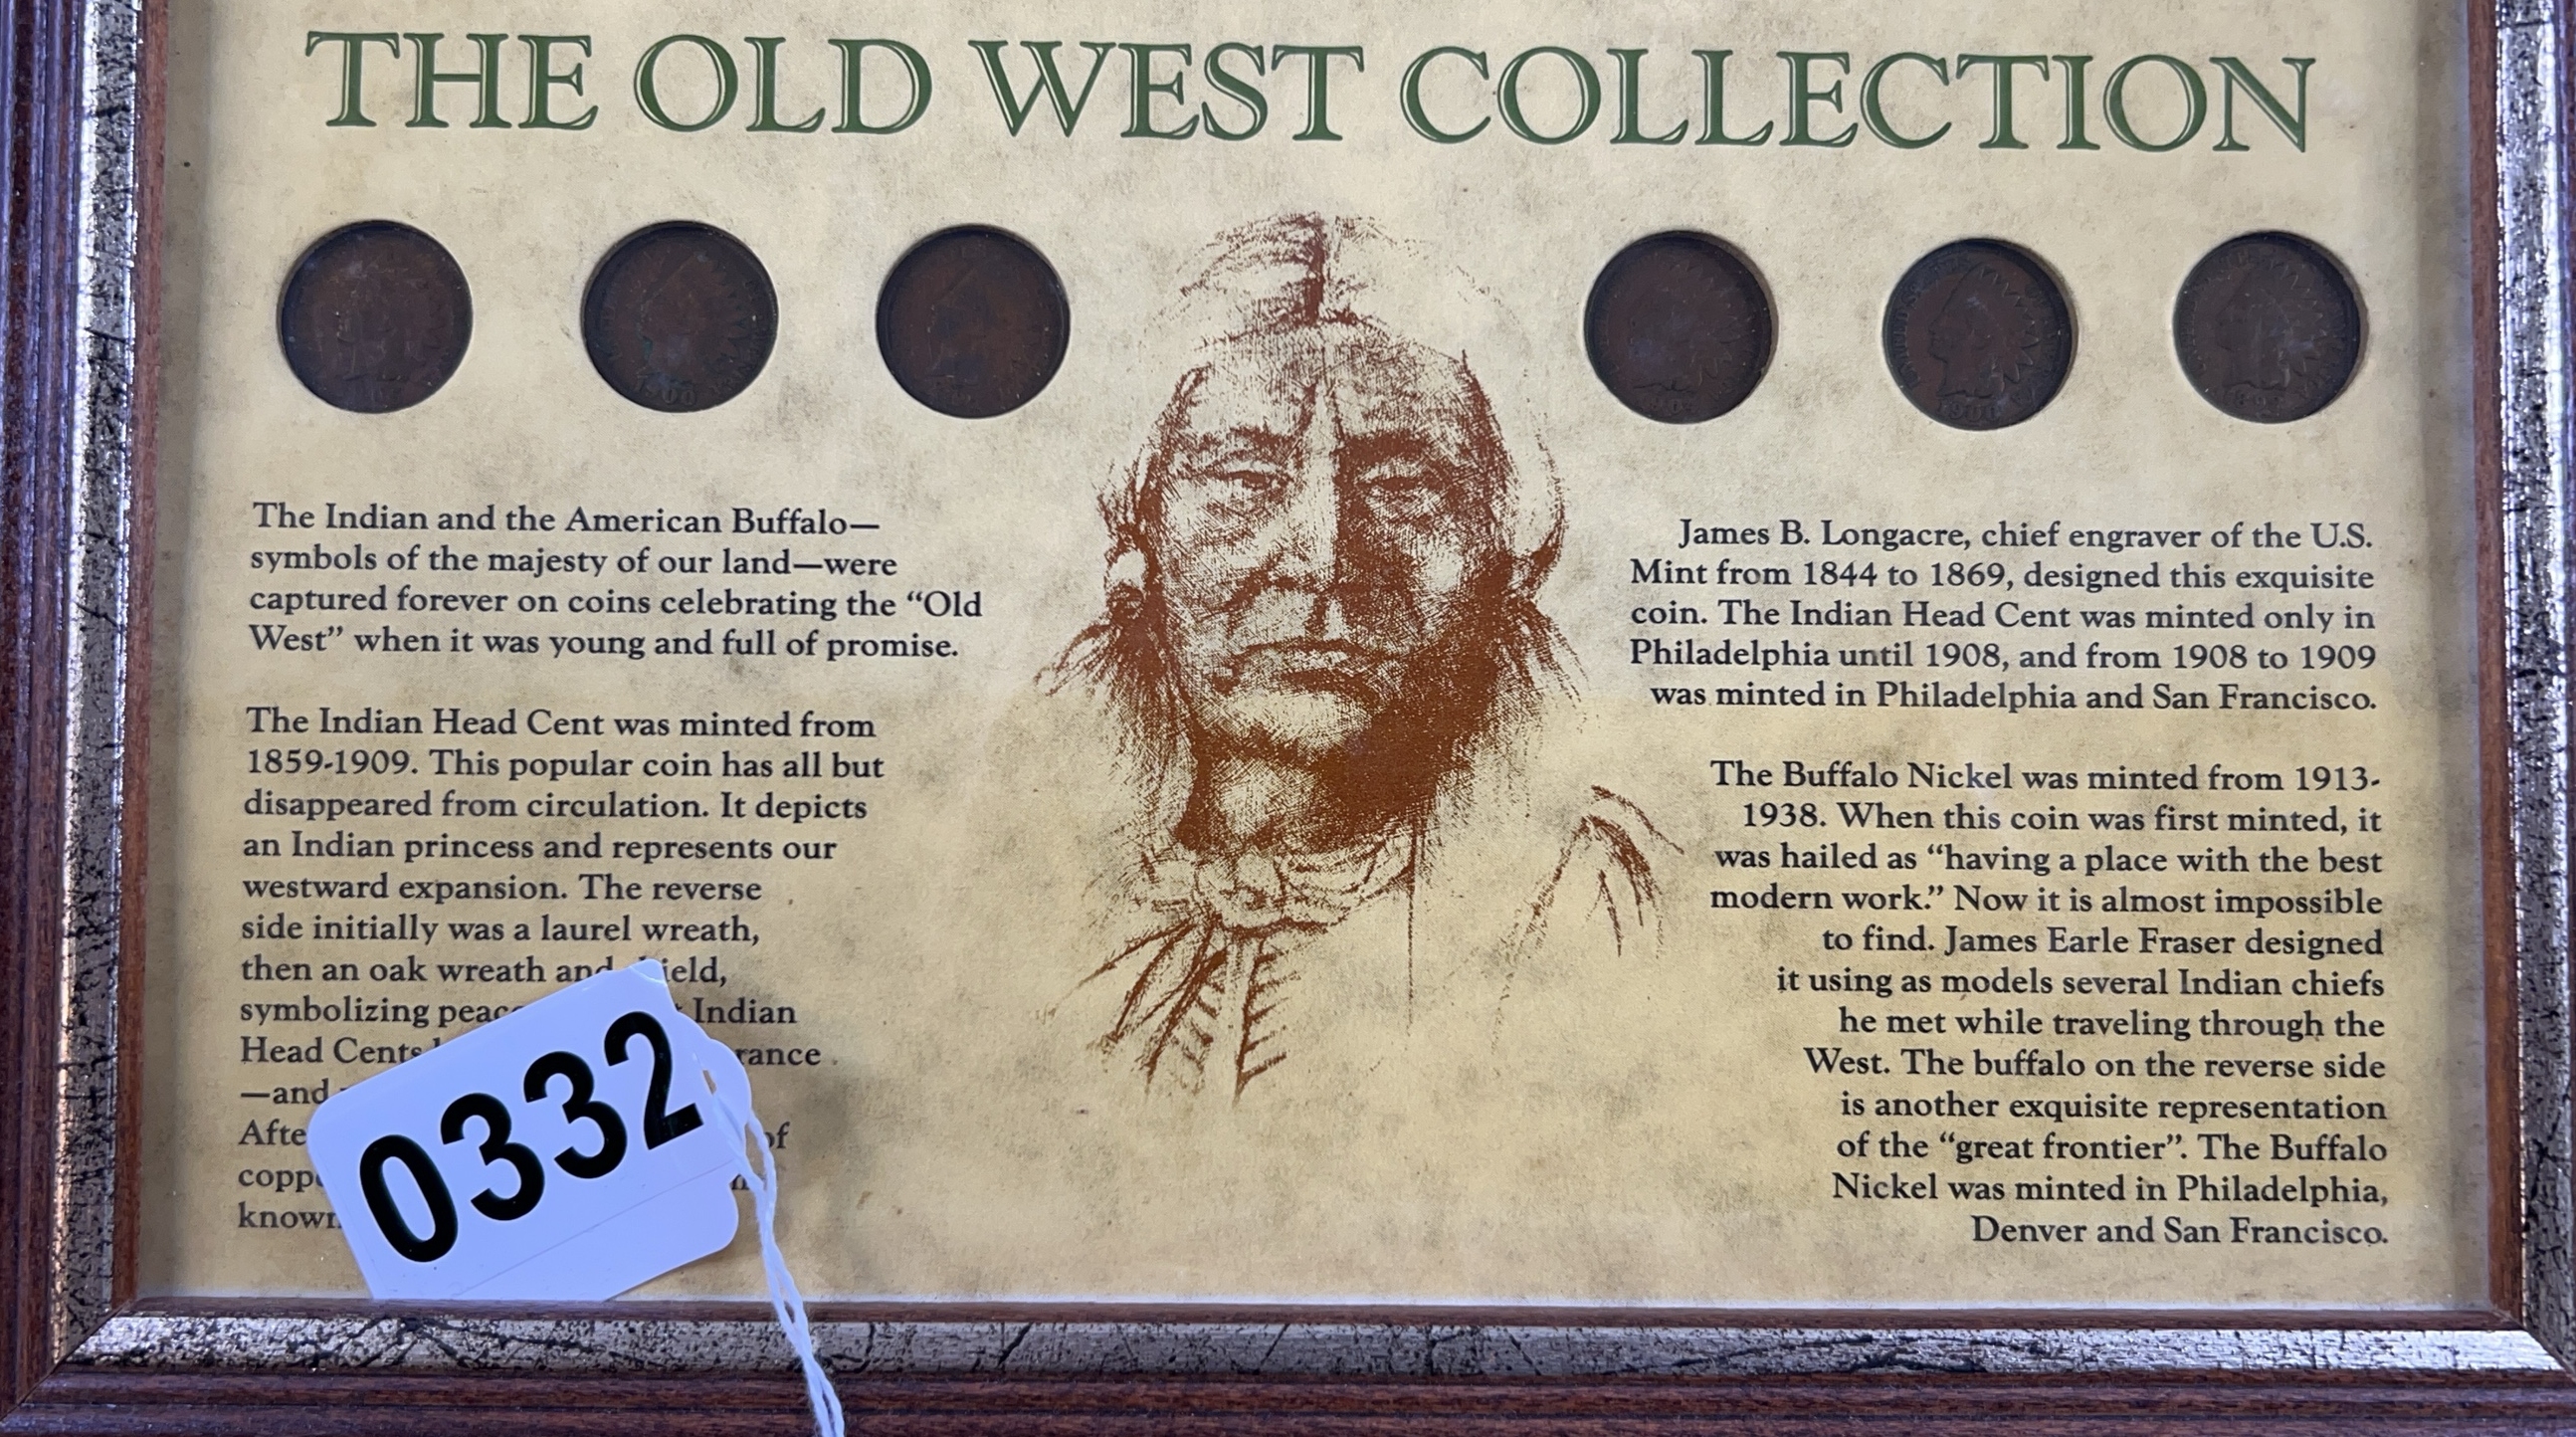 THE OLD WEST COLLECTION
1900
The Indian and the American Buffalo—
symbols of the majesty of our land—were
captured forever on coins celebrating the “Old
West” when it was young and full of promise.
The Indian Head Cent was minted from
1859-1909. This popular coin has all but
disappeared from circulation. It depicts
an Indian princess and represents our
westward expansion. The reverse
side initially was a laurel wreath,
then an oak wreath and
symbolizing Indian
Head Cents
—and
of
James B. Longacre, chief engraver of the U.S.
Mint from 1844 to 1869, designed this exquisite
coin. The Indian Head Cent was minted only in
Philadelphia until 1908, and from 1908 to 1909
was minted in Philadelphia and San Francisco.
The Buffalo Nickel was minted from 1913-
1938. When this coin was first minted, it
was hailed as “having a place with the best
modern work.” Now it is almost impossible
to find. James Earle Fraser designed
it using as models several Indian chiefs
he met while traveling through the
West. The buffalo on the reverse side
is another exquisite representation
of the “great frontier”. The Buffalo
Nickel was minted in Philadelphia,
Denver and San Francisco.
0332